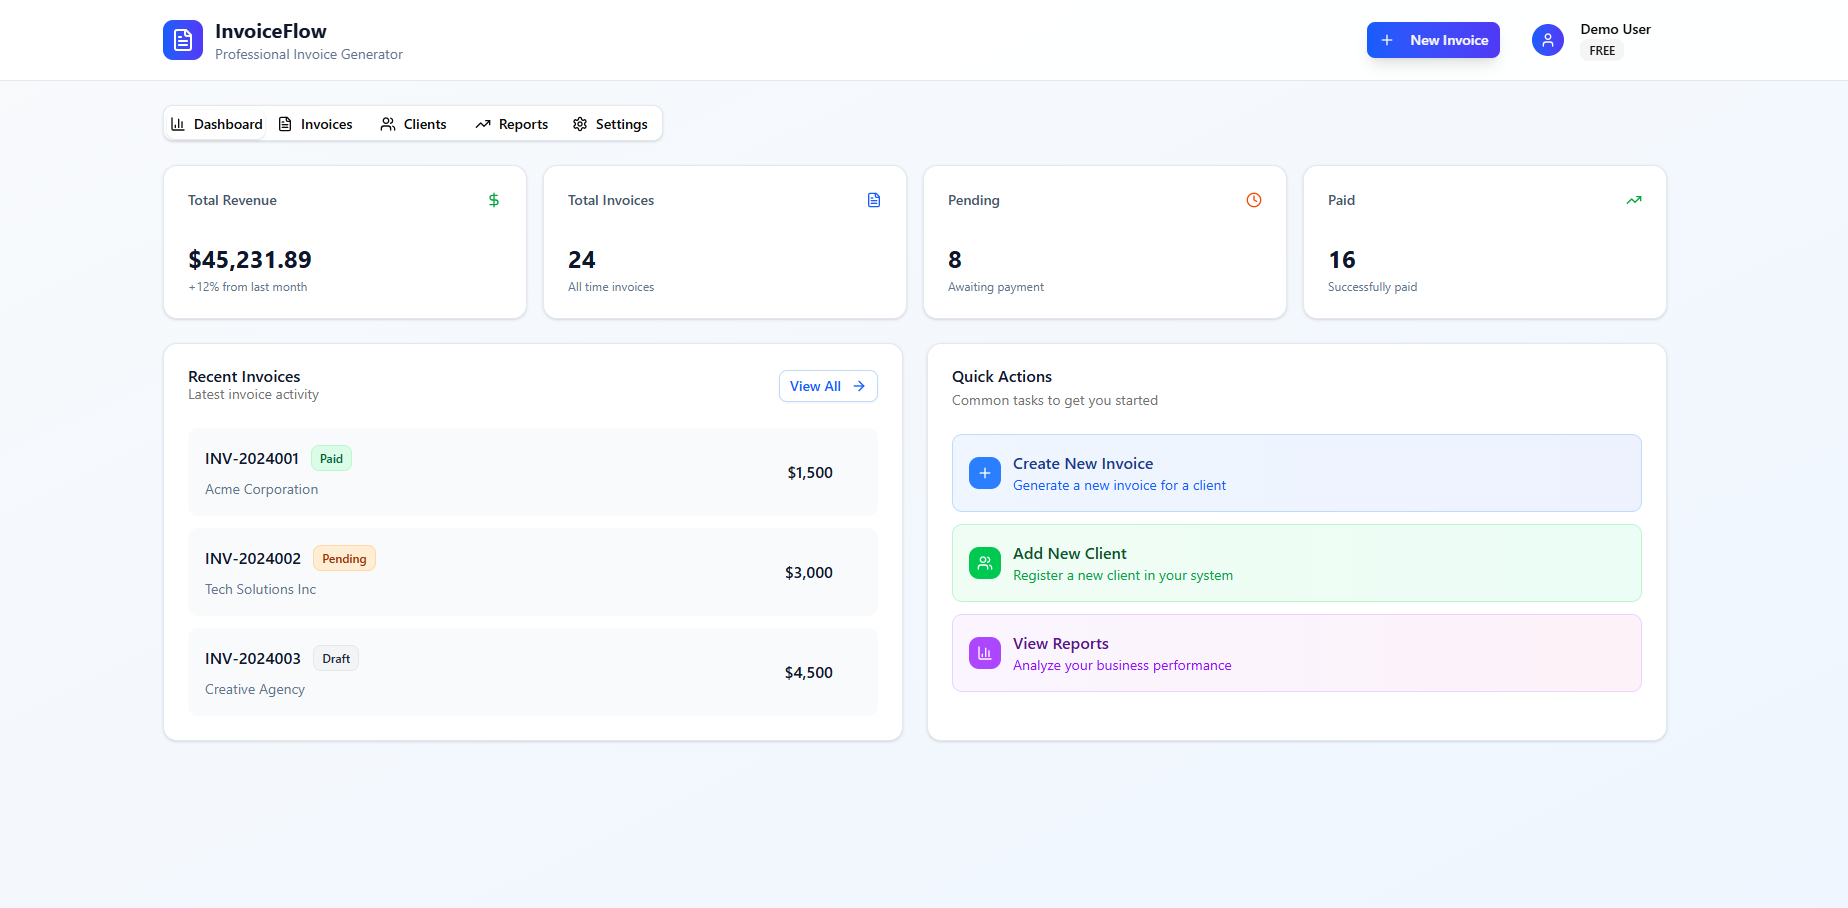 InvoiceFlow
Professional Invoice Generator
New Invoice
Demo User
FREE
Dashboard
Invoices
Clients
Reports
Settings
Total Revenue
$45,231.89
+12% from last month
Total Invoices
24
All time invoices
Pending
8
Awaiting payment
Paid
16
Successfully paid
Recent Invoices
Latest invoice activity
View All
INV-2024001
Paid
Acme Corporation
$1,500
INV-2024002
Pending
Tech Solutions Inc
$3,000
INV-2024003
Draft
Creative Agency
$4,500
Quick Actions
Common tasks to get you started
Create New Invoice
Generate a new invoice for a client
Add New Client
Register a new client in your system
View Reports
Analyze your business performance